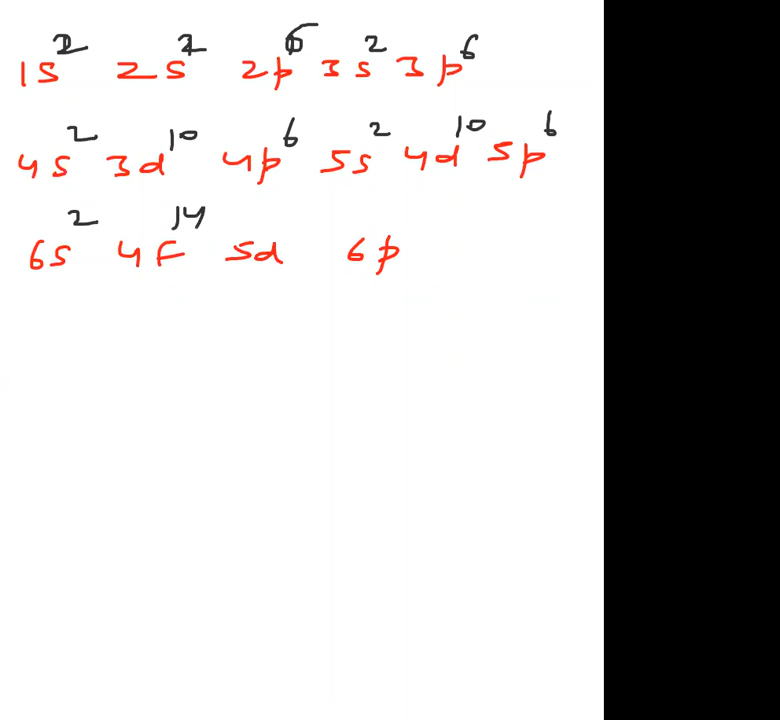 1s² 2s² 2p⁶ 3s² 3p⁶
4s² 3d¹⁰ 4p⁶ 5s² 4d¹⁰ 5p⁶
6s² 4F¹⁴ 5d 6p